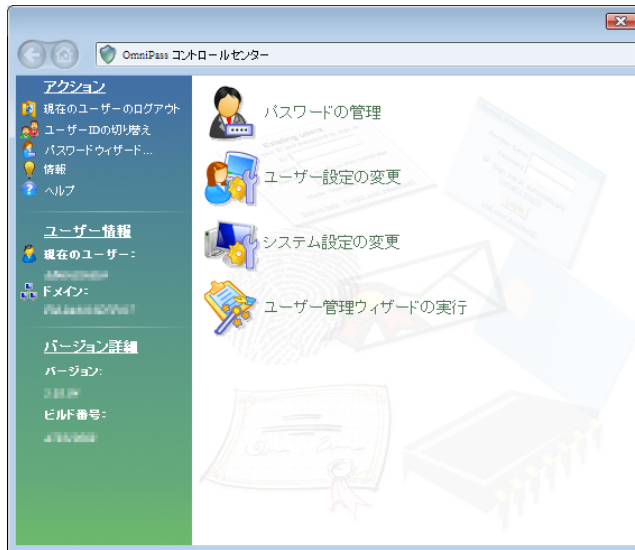 OmniPass コントロールセンター
アクション
現在のユーザーのログアウト
ユーザーIDの切り替え
パスワードウィザード...
情報
ヘルプ
ユーザー情報
現在のユーザー:
ドメイン:
バージョン詳細
バージョン:
ビルド番号:
パスワードの管理
ユーザー設定の変更
システム設定の変更
ユーザー管理ウィザードの実行